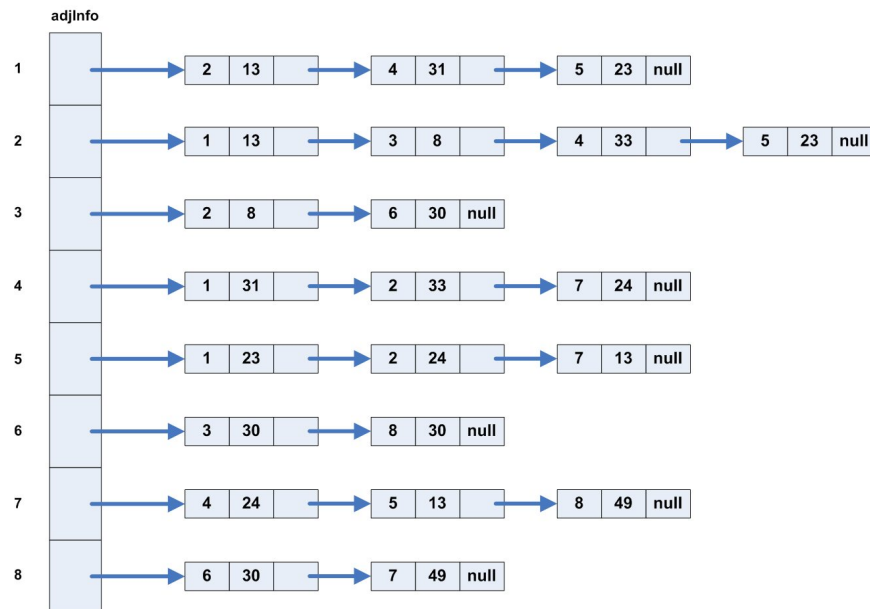 adjInfo
1 2 13 4 31 5 23 null
2 1 13 3 8 4 33 5 23 null
3 2 8 6 30 null
4 1 31 2 33 7 24 null
5 1 23 2 24 7 13 null
6 3 30 8 30 null
7 4 24 5 13 8 49 null
8 6 30 7 49 null